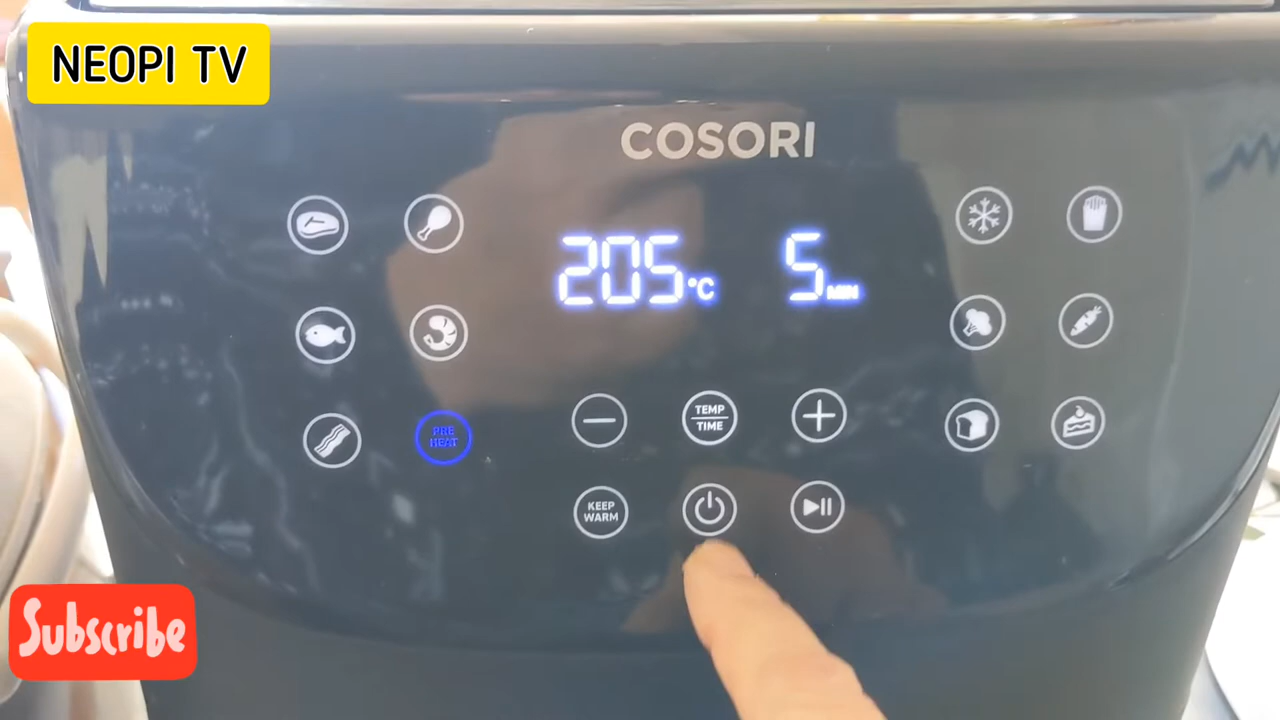 NEOPI TV
COSORI
205°C 5 MIN
PRE
HEAT
TEMP
TIME
KEEP
WARM
Subscribe